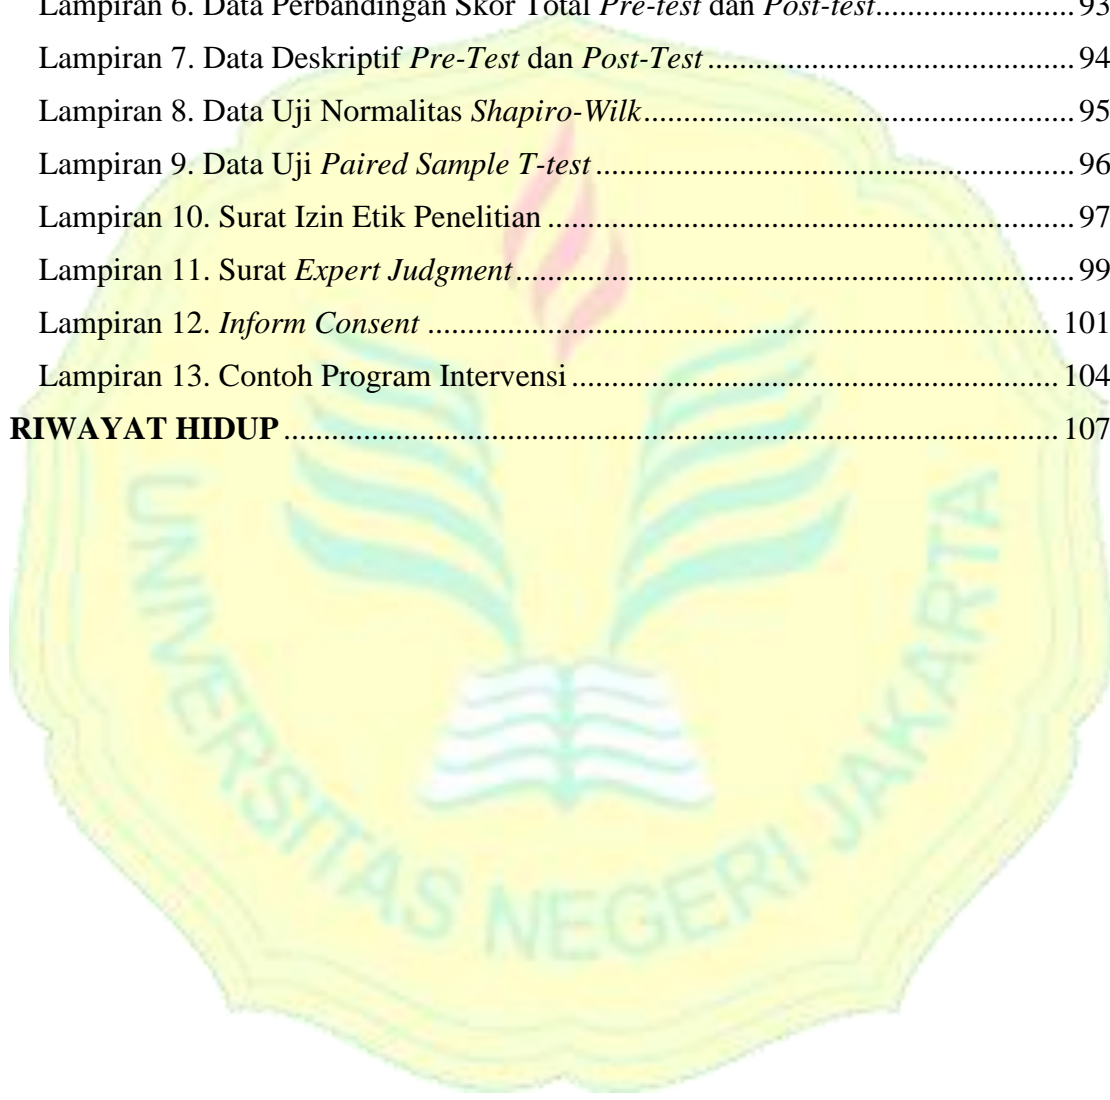 Lampiran 6. Data Perbandingan Skor Total Pre-test dan Post-test........................93
Lampiran 7. Data Deskriptif Pre-Test dan Post-Test............................................94
Lampiran 8. Data Uji Normalitas Shapiro-Wilk....................................................95
Lampiran 9. Data Uji Paired Sample T-test..........................................................96
Lampiran 10. Surat Izin Etik Penelitian................................................................97
Lampiran 11. Surat Expert Judgment....................................................................99
Lampiran 12. Inform Consent.............................................................................101
Lampiran 13. Contoh Program Intervensi...........................................................104
RIWAYAT HIDUP.............................................................................................107
UNIVERSITAS NEGERI JAKARTA